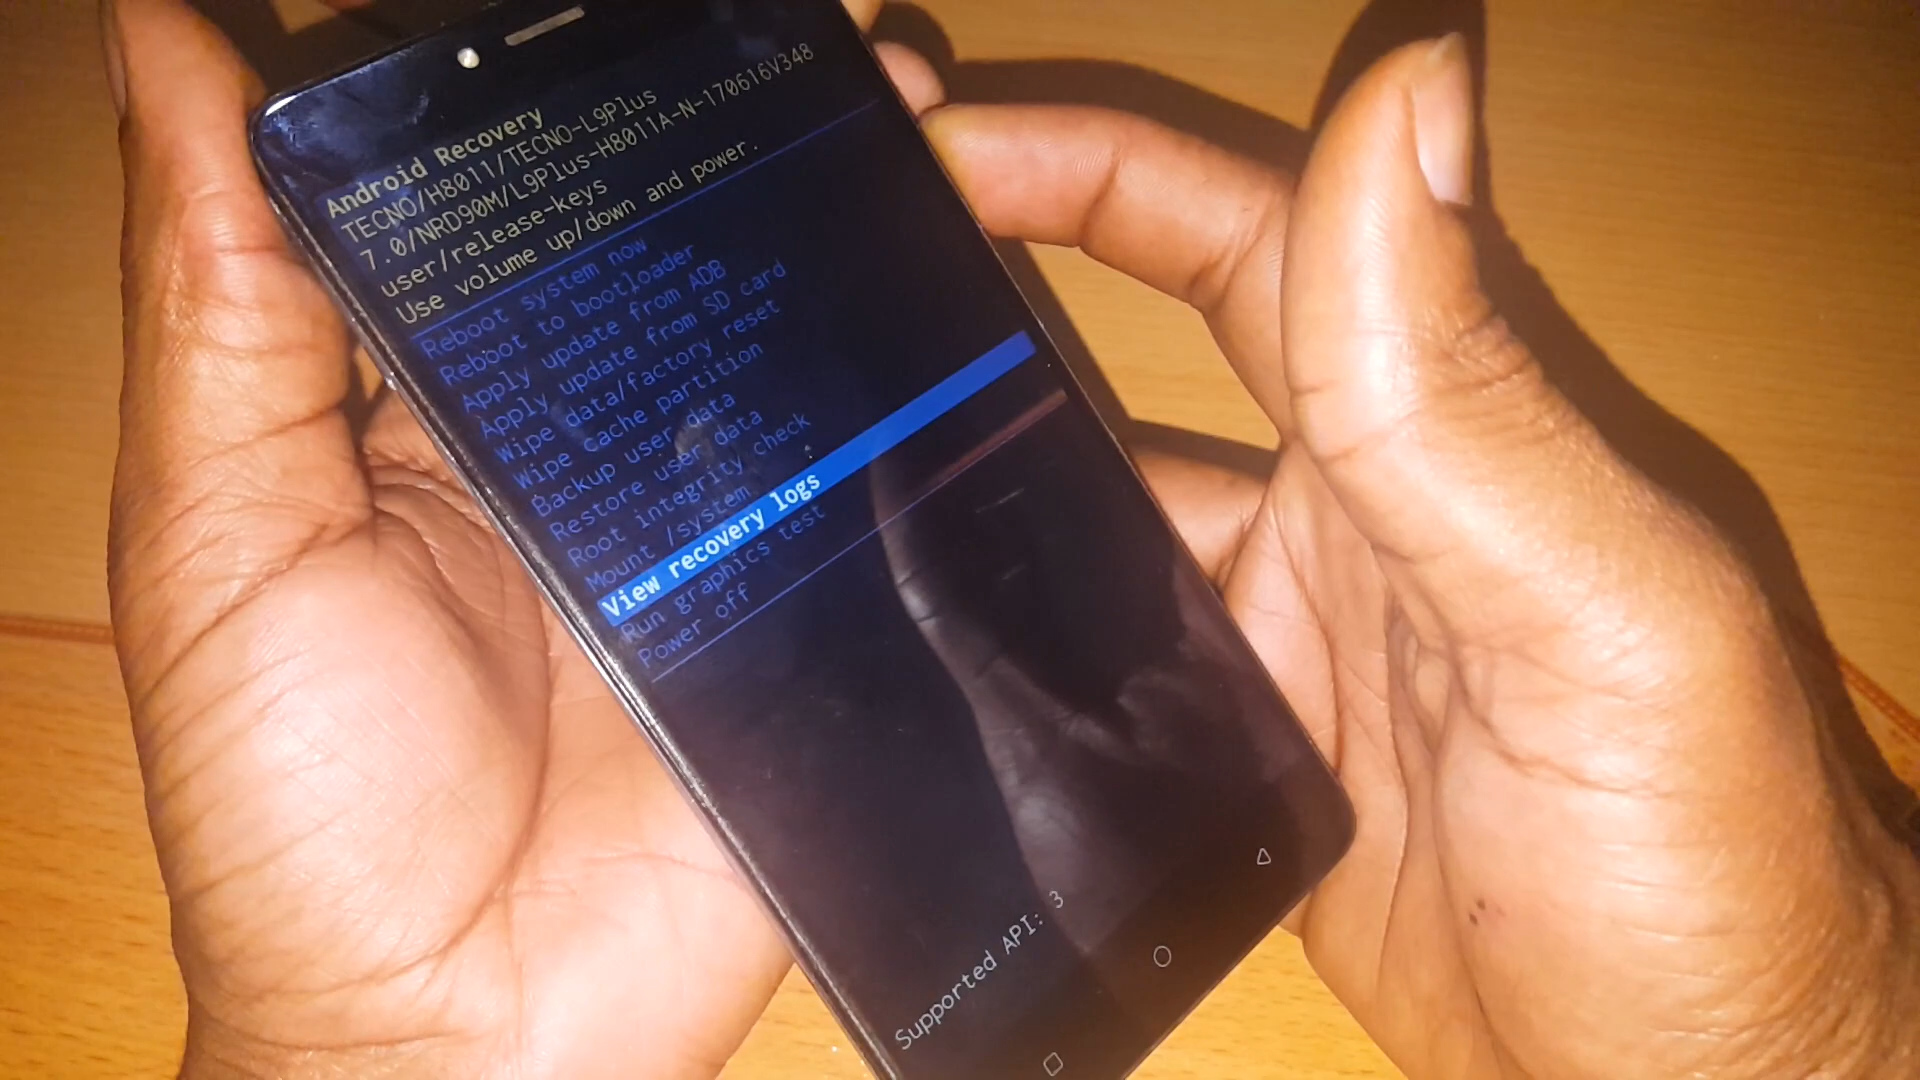 Android Recovery
TECNO/H8011/TECNO-L9Plus
7.0/NRD90M/L9Plus-H8011A-N-170616V348
user/release-keys
Use volume up/down and power.
Reboot system now
Reboot to bootloader
Apply update from ADB
Apply update from SD card
Wipe data/factory reset
Wipe cache partition
Backup user data
Restore user data
Root integrity check
Mount /system
View recovery logs
Run graphics test
Power off
Supported API: 3